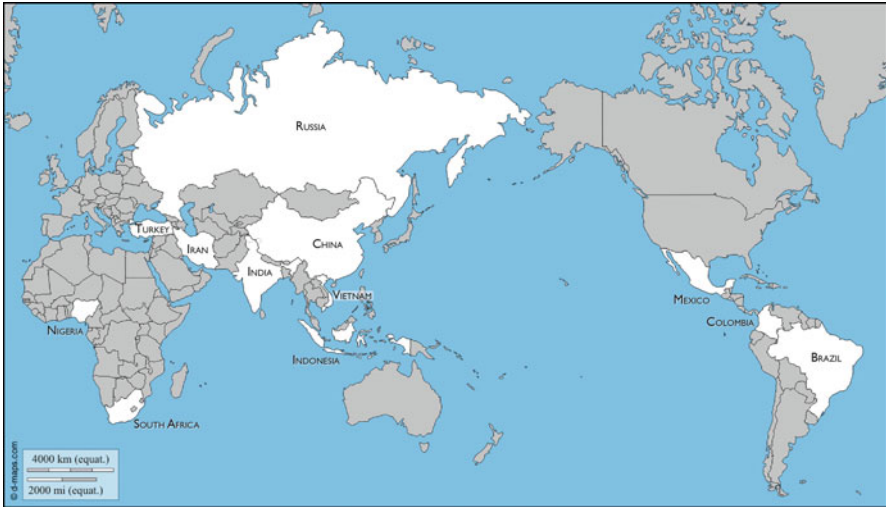 RUSSIA
TURKEY
IRAN
CHINA
INDIA
VIETNAM
NIGERIA
INDONESIA
SOUTH AFRICA
MEXICO
COLOMBIA
BRAZIL
4000 km (equat.)
2000 mi (equat.)
© d-maps.com